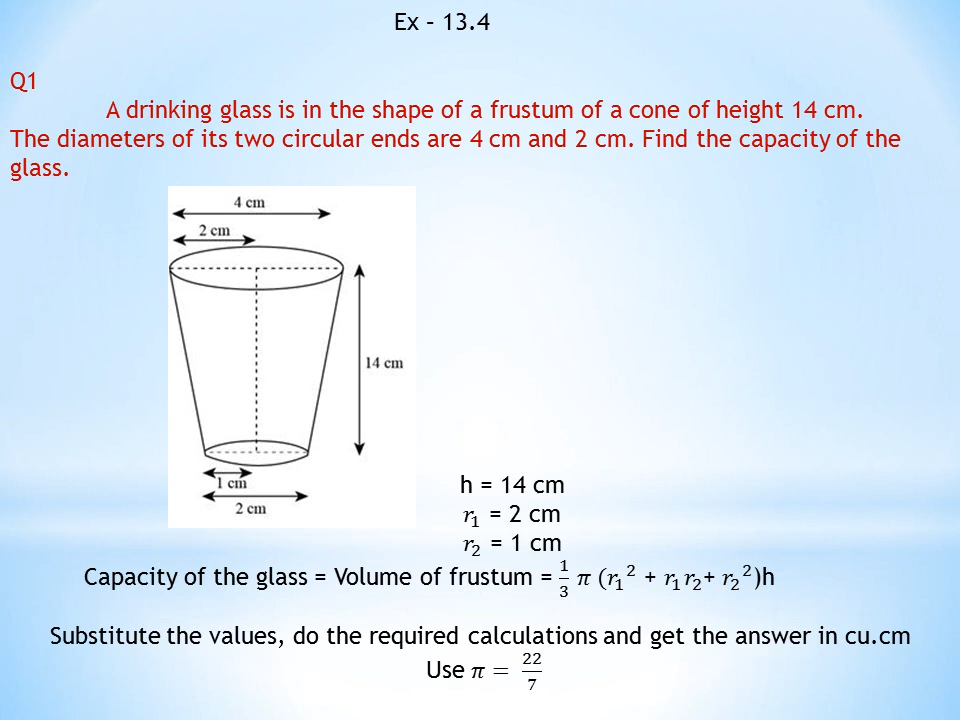 Ex – 13.4
Q1
A drinking glass is in the shape of a frustum of a cone of height 14 cm.
The diameters of its two circular ends are 4 cm and 2 cm. Find the capacity of the
glass.
4 cm
2 cm
14 cm
1 cm
2 cm
h = 14 cm
𝑟₁ = 2 cm
𝑟₂ = 1 cm
Capacity of the glass = Volume of frustum = 1/3 𝜋 (𝑟₁² + 𝑟₁𝑟₂+ 𝑟₂²)h
Substitute the values, do the required calculations and get the answer in cu.cm
Use 𝜋 = 22/7